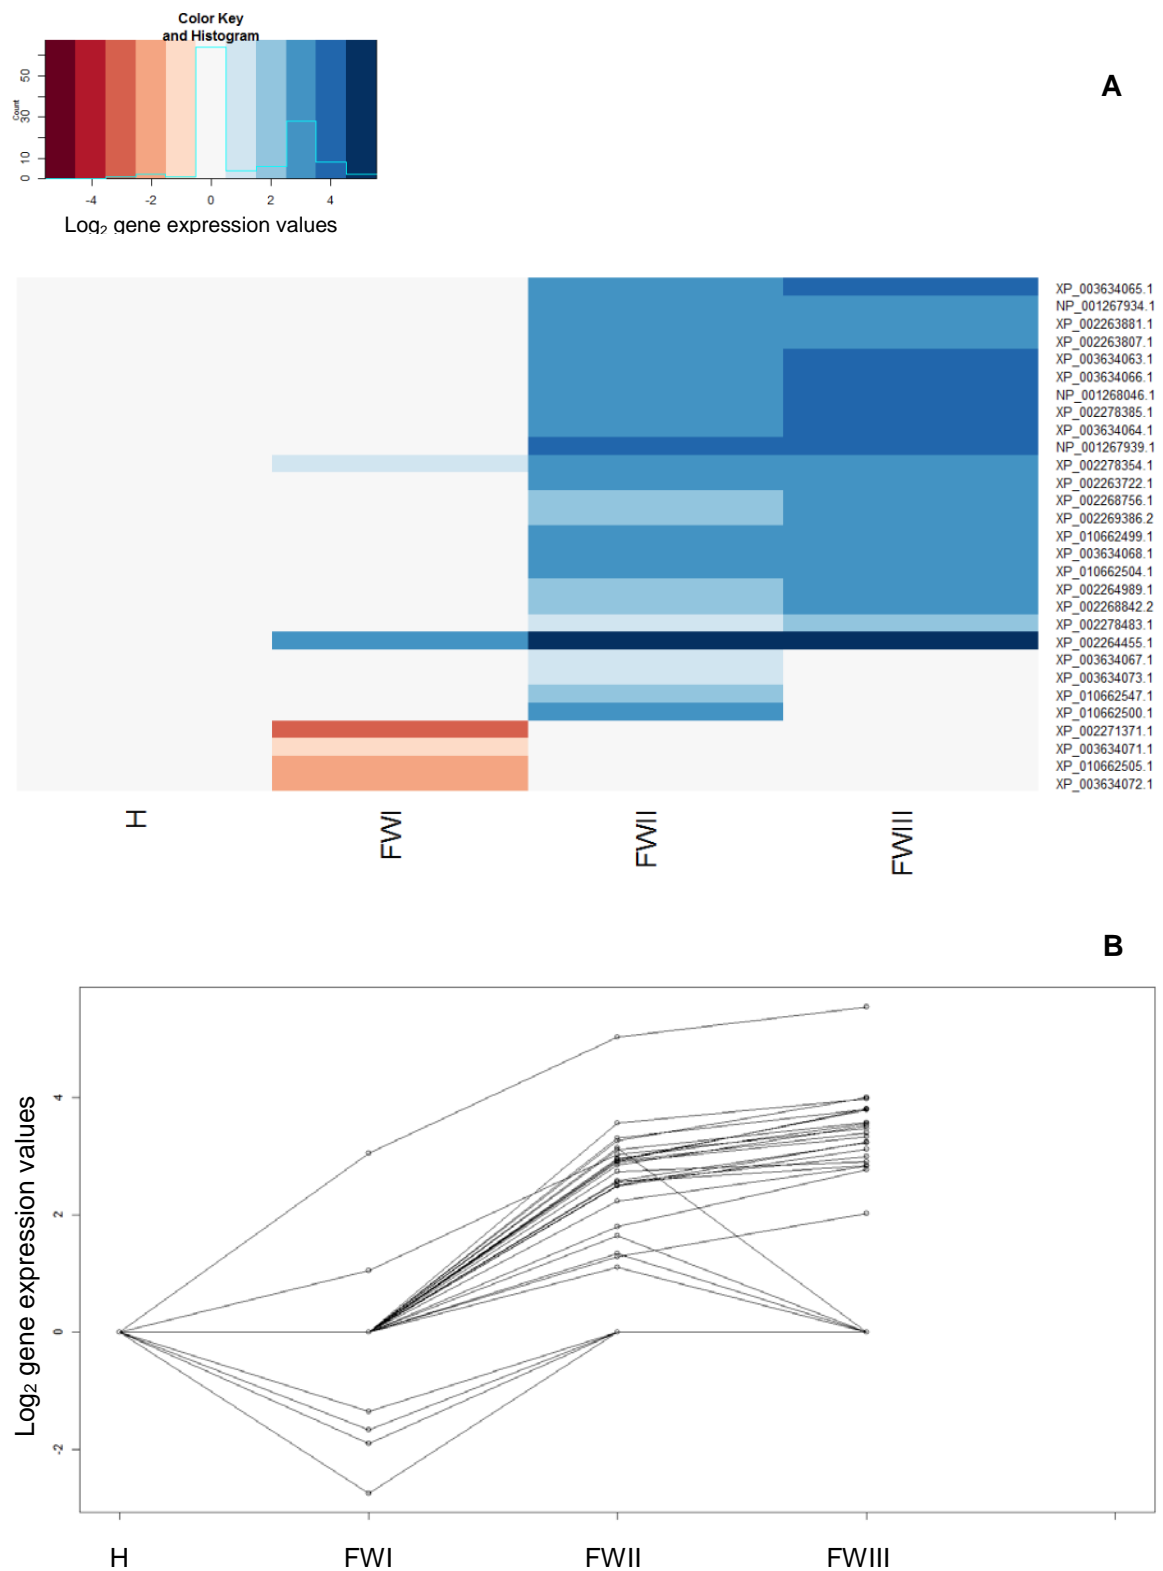 Color Key
and Histogram
A
Count
0 10 30 50
-4 -2 0 2 4
Log₂ gene expression values
XP_003634065.1
NP_001267934.1
XP_002263881.1
XP_002263807.1
XP_003634063.1
XP_003634066.1
NP_001268046.1
XP_002278385.1
XP_003634064.1
NP_001267939.1
XP_002278354.1
XP_002263722.1
XP_002268756.1
XP_002269386.2
XP_010662499.1
XP_003634068.1
XP_010662504.1
XP_002264989.1
XP_002268842.2
XP_002278483.1
XP_002264455.1
XP_003634067.1
XP_003634073.1
XP_010662547.1
XP_010662500.1
XP_002271371.1
XP_003634071.1
XP_010662505.1
XP_003634072.1
H FWI FWII FWIII
B
Log₂ gene expression values
4
2
0
-2
H FWI FWII FWIII